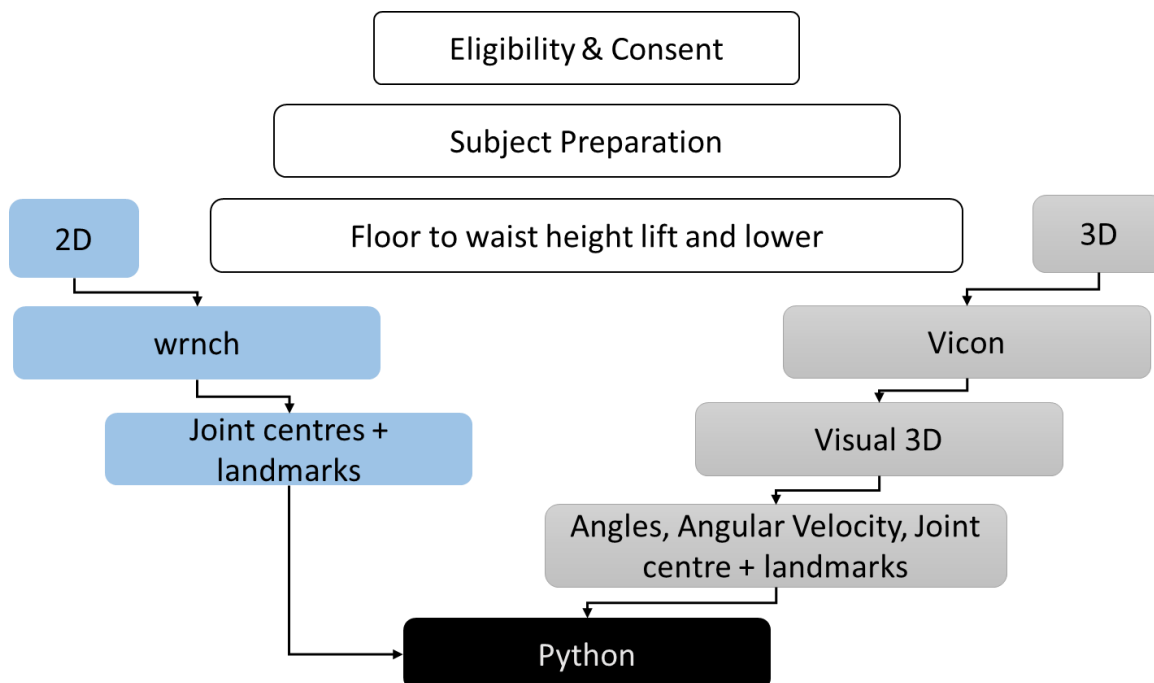 Eligibility & Consent
Subject Preparation
2D
Floor to waist height lift and lower
3D
wrnch
Vicon
Joint centres +
landmarks
Visual 3D
Angles, Angular Velocity, Joint
centre + landmarks
Python